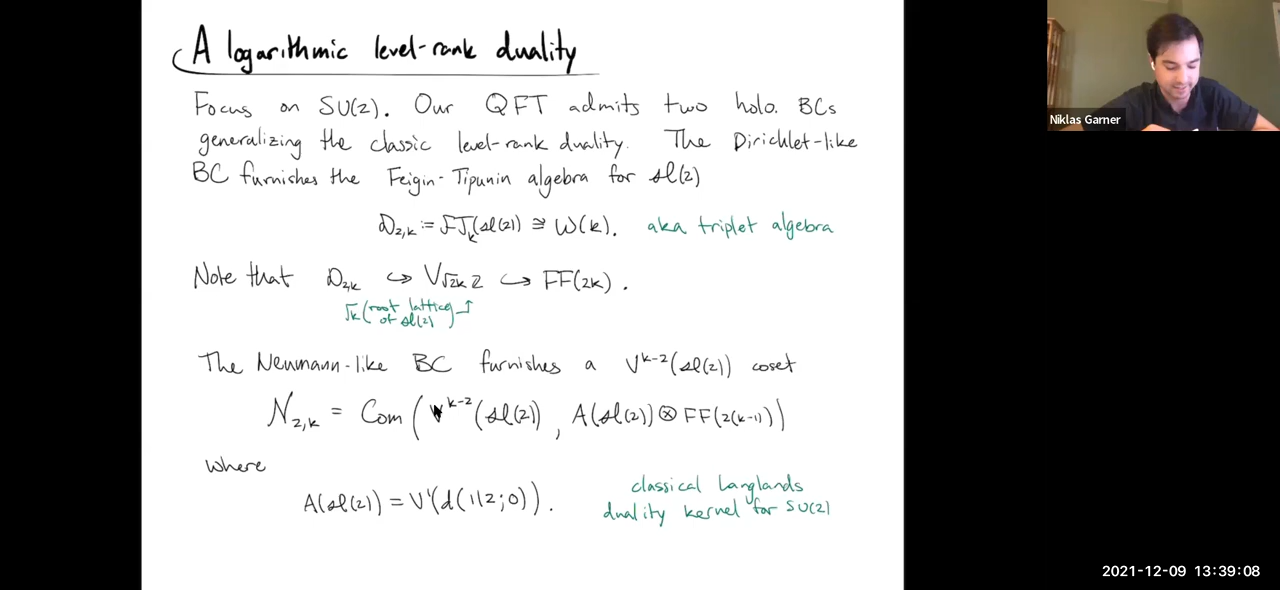 A logarithmic level-rank duality
Focus on SU(2). Our QFT admits two holo. BCs
generalizing the classic level-rank duality. The Dirichlet-like
BC furnishes the Feigin-Tipunin algebra for sl(2)
D₂,ₖ := FTₖ(sl(2)) ≅ W(k). aka triplet algebra
Note that D₂,ₖ ↪ V√2k ℤ ↪ FF(2k).
√k (root lattice of sl(2))
The Neumann-like BC furnishes a V^{k-2}(sl(2)) coset
N₂,ₖ = Com(V^{k-2}(sl(2)), A(sl(2)) ⊗ FF(2(k-1)))
where
A(sl(2)) = V¹(d(1|2;0)). classical Langlands
duality kernel for SU(2)
Niklas Garner
2021-12-09 13:39:08